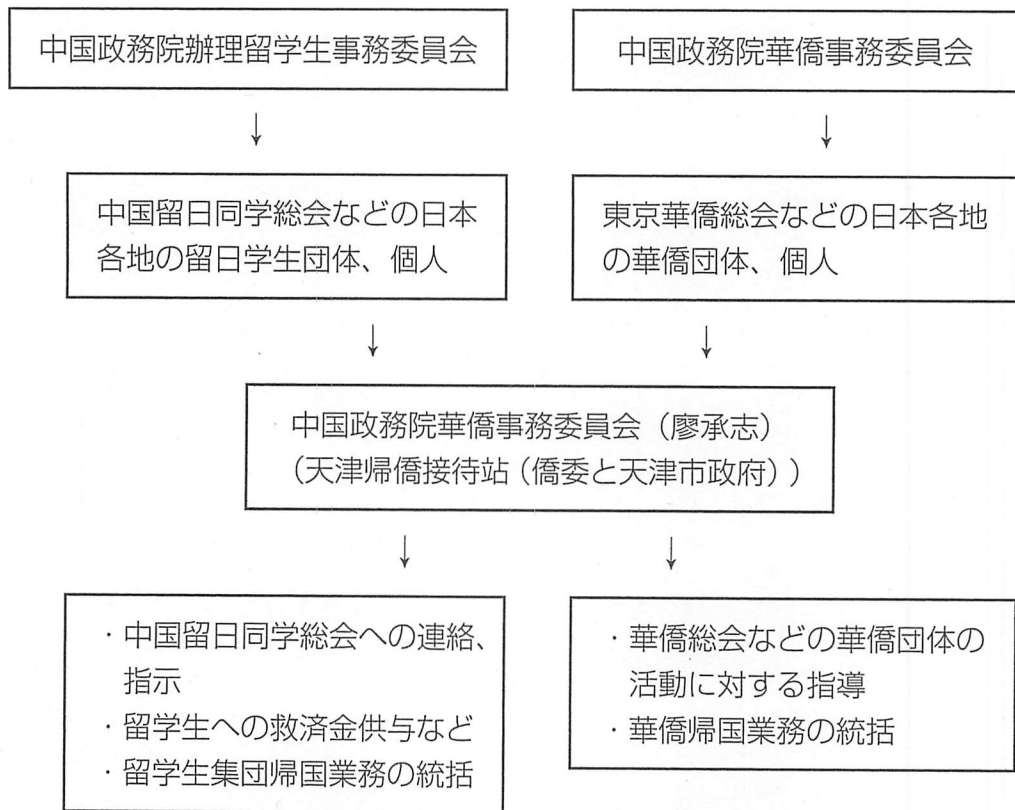 中国政務院辦理留学生事務委員会
中国政務院華僑事務委員会
↓
↓
中国留日同学総会などの日本
各地の留日学生団体、個人
東京華僑総会などの日本各地
の華僑団体、個人
↓
↓
中国政務院華僑事務委員会（廖承志）
（天津帰僑接待站（僑委と天津市政府））
↓
↓
・中国留日同学総会への連絡、
指示
・留学生への救済金供与など
・留学生集団帰国業務の統括
・華僑総会などの華僑団体の
活動に対する指導
・華僑帰国業務の統括